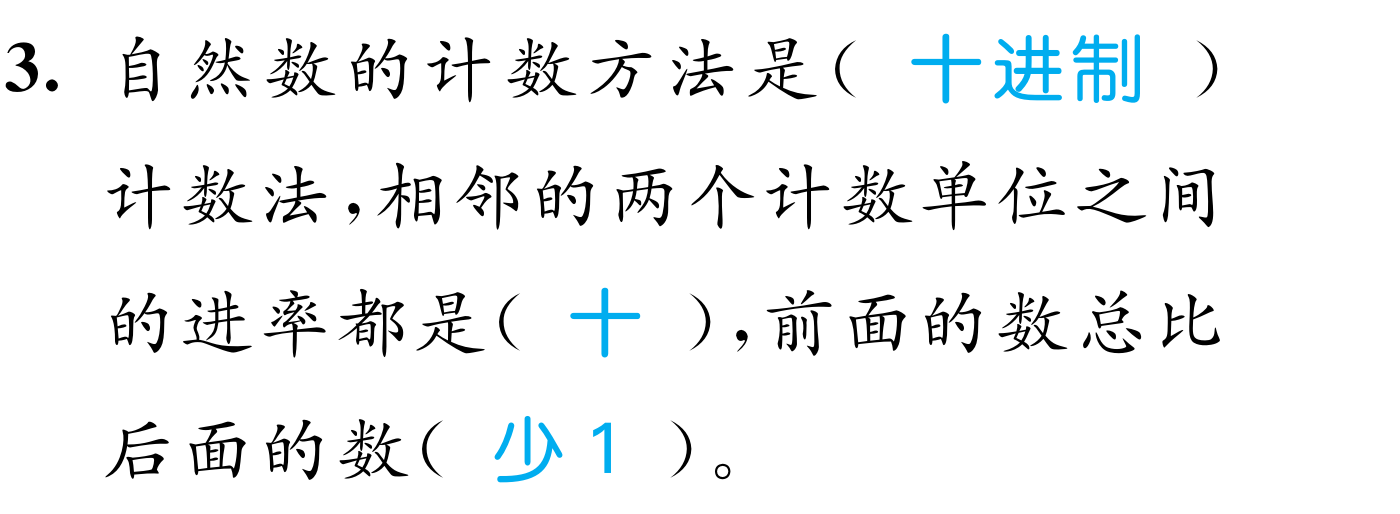 3. 自然数的计数方法是( 十进制 )
计数法,相邻的两个计数单位之间
的进率都是( 十 ),前面的数总比
后面的数( 少 1 )。